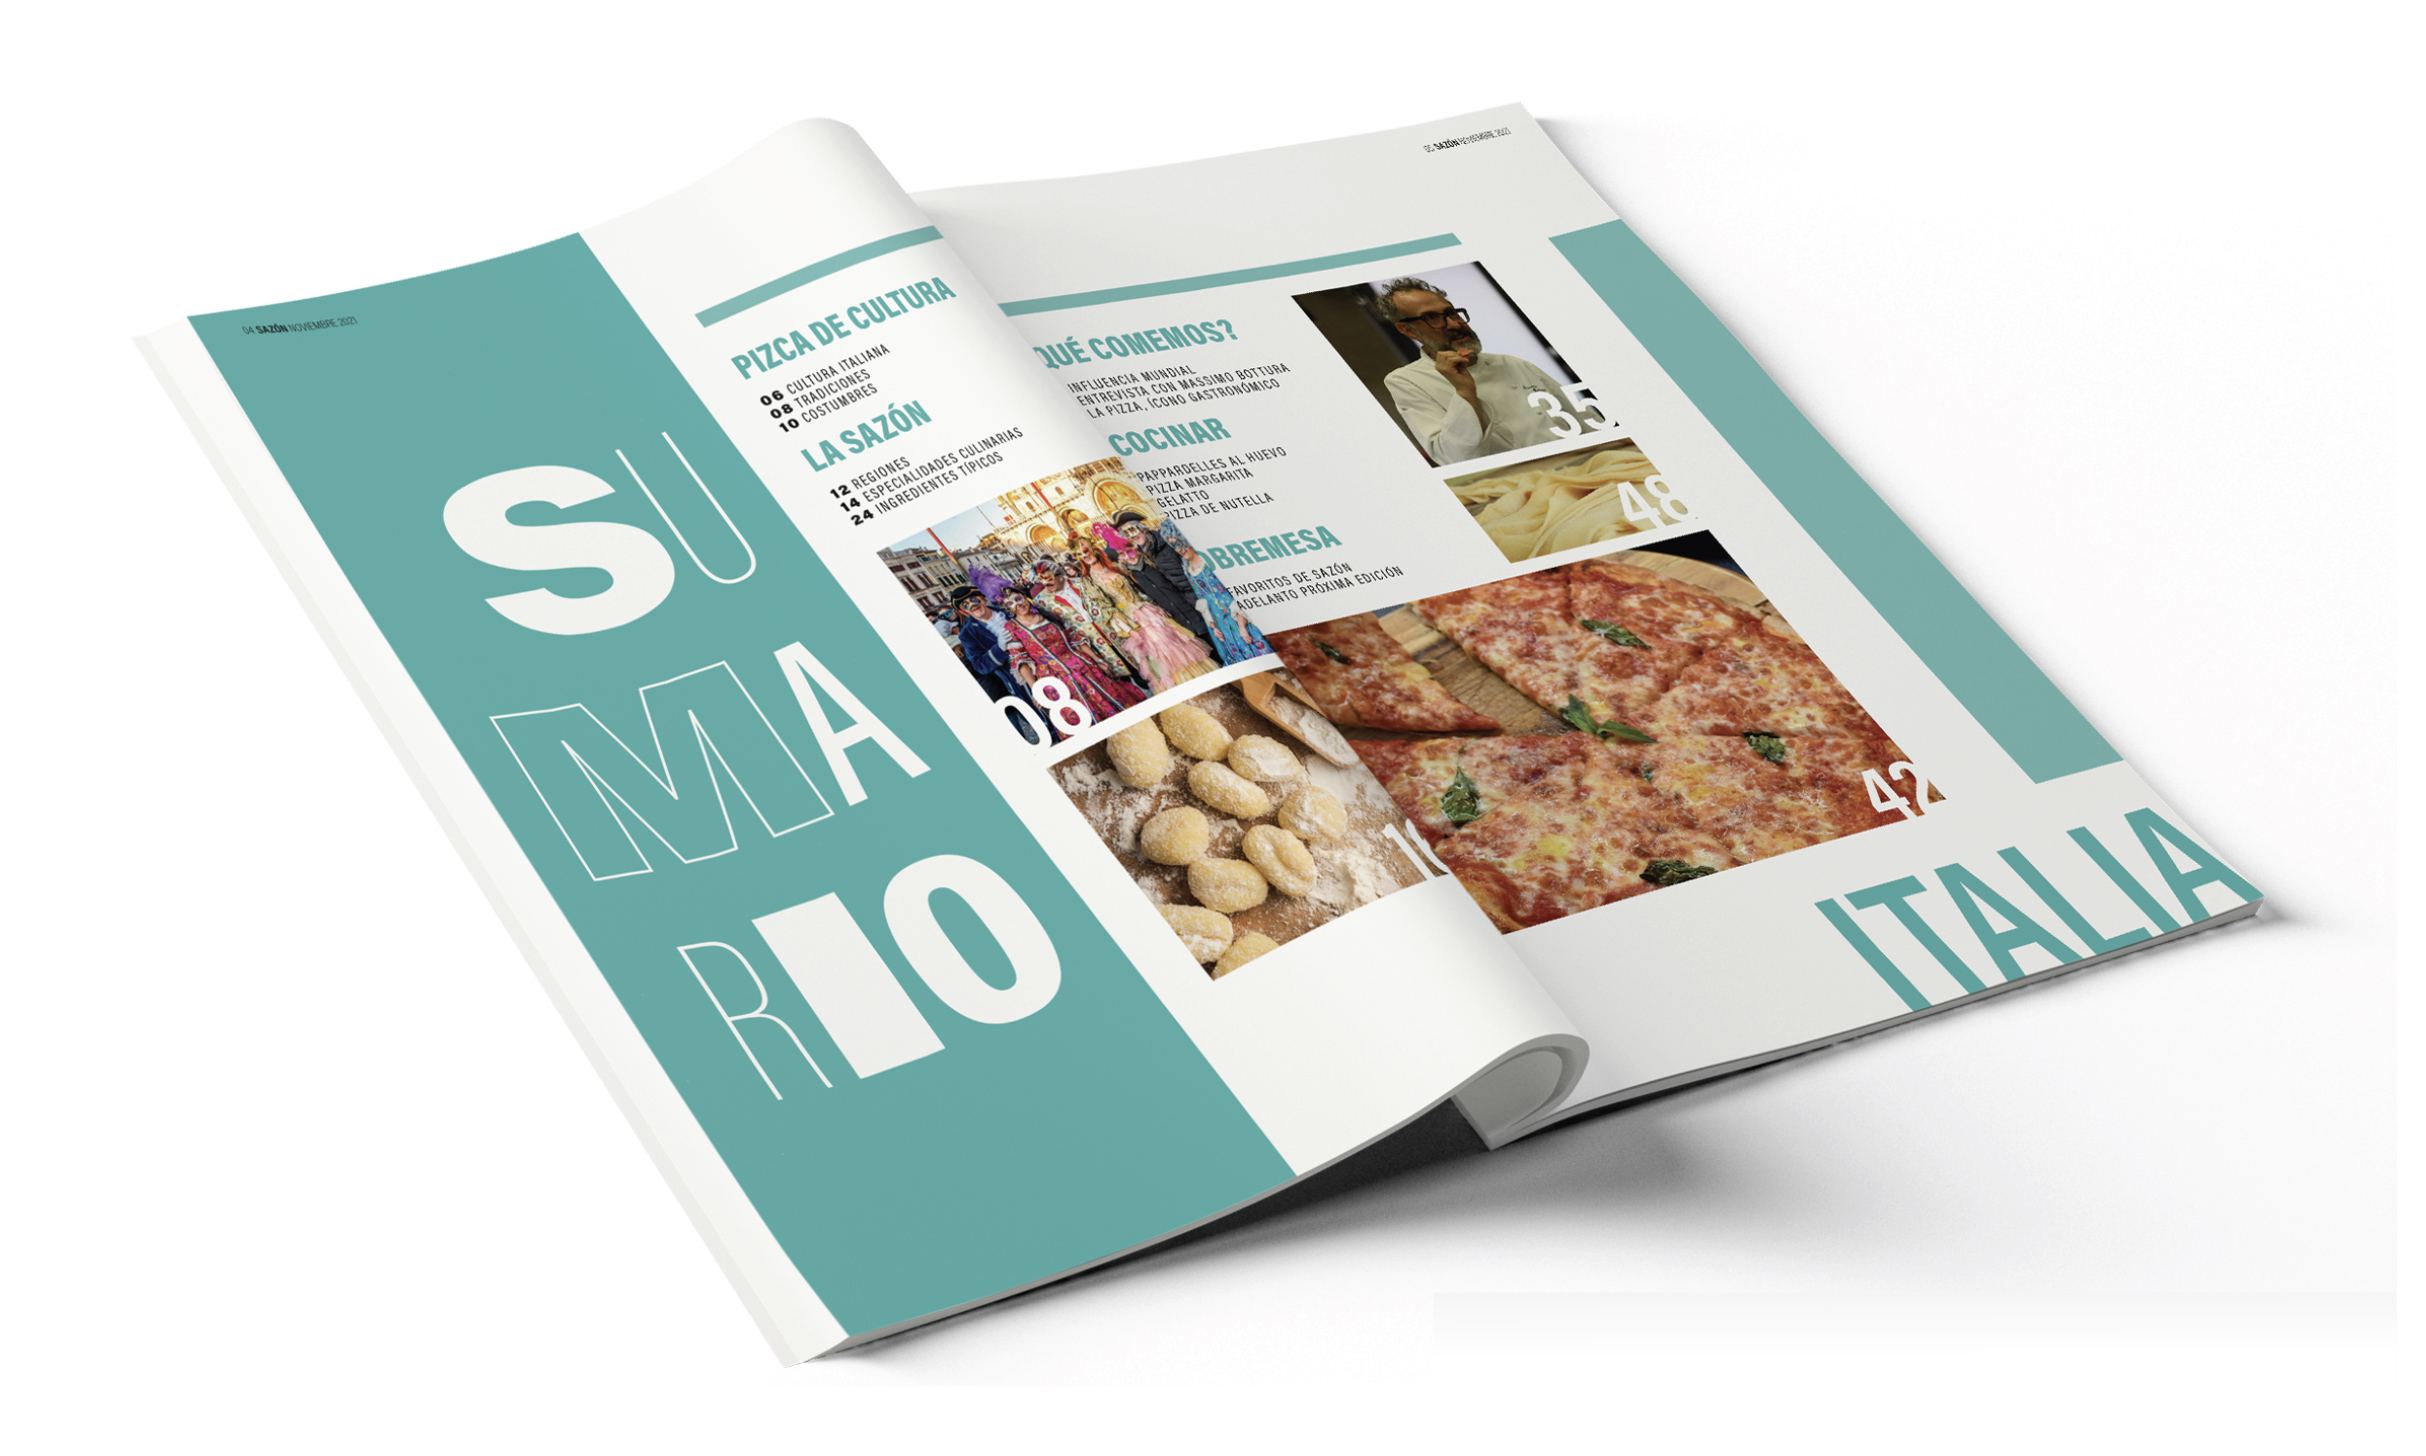 04 SAZÓN NOVIEMBRE 2021
SU
MA
RIO
PIZCA DE CULTURA
06 CULTURA ITALIANA
08 TRADICIONES
10 COSTUMBRES
LA SAZÓN
12 REGIONES
14 ESPECIALIDADES CULINARIAS
24 INGREDIENTES TÍPICOS
08
05 SAZÓN NOVIEMBRE 2021
QUÉ COMEMOS?
INFLUENCIA MUNDIAL
ENTREVISTA CON MASSIMO BOTTURA
LA PIZZA, ÍCONO GASTRONÓMICO
COCINAR
PAPPARDELLES AL HUEVO
PIZZA MARGARITA
GELATTO
PIZZA DE NUTELLA
OBREMESA
FAVORITOS DE SAZÓN
ADELANTO PRÓXIMA EDICIÓN
35
48
42
ITALIA